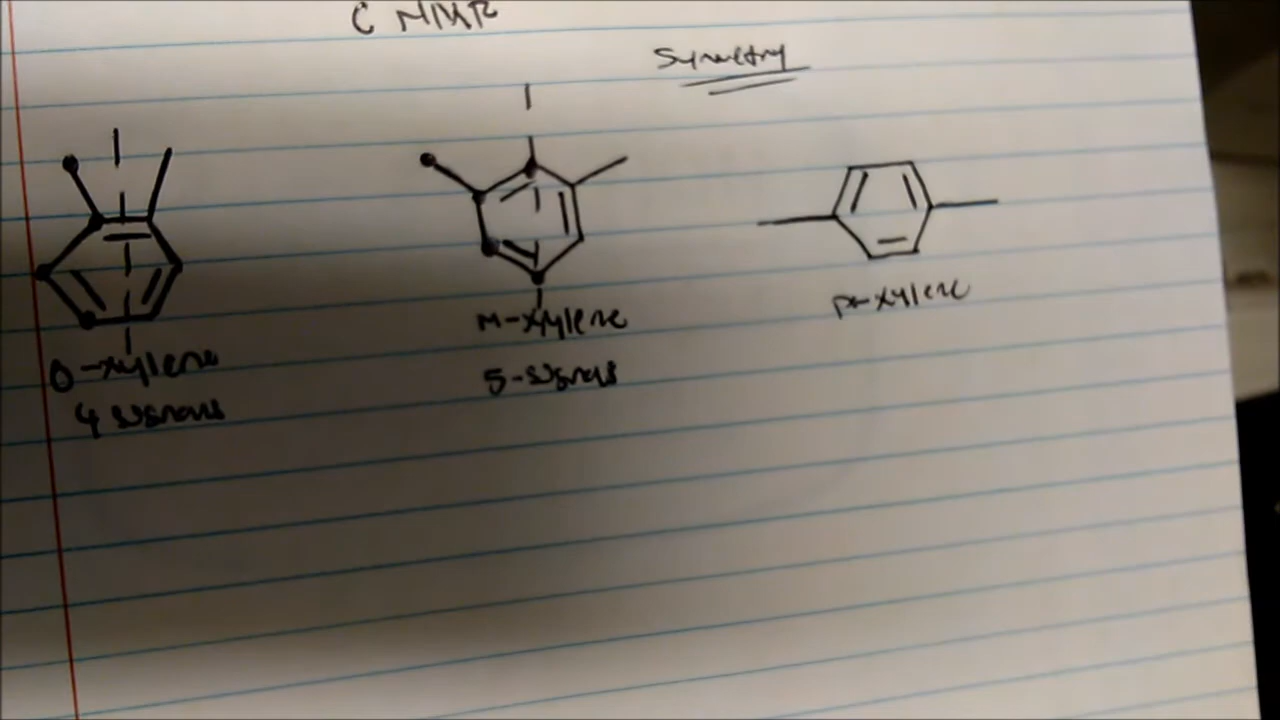 C NMR
Symmetry
O-xylene
4 signals
M-xylene
5-signals
p-xylene